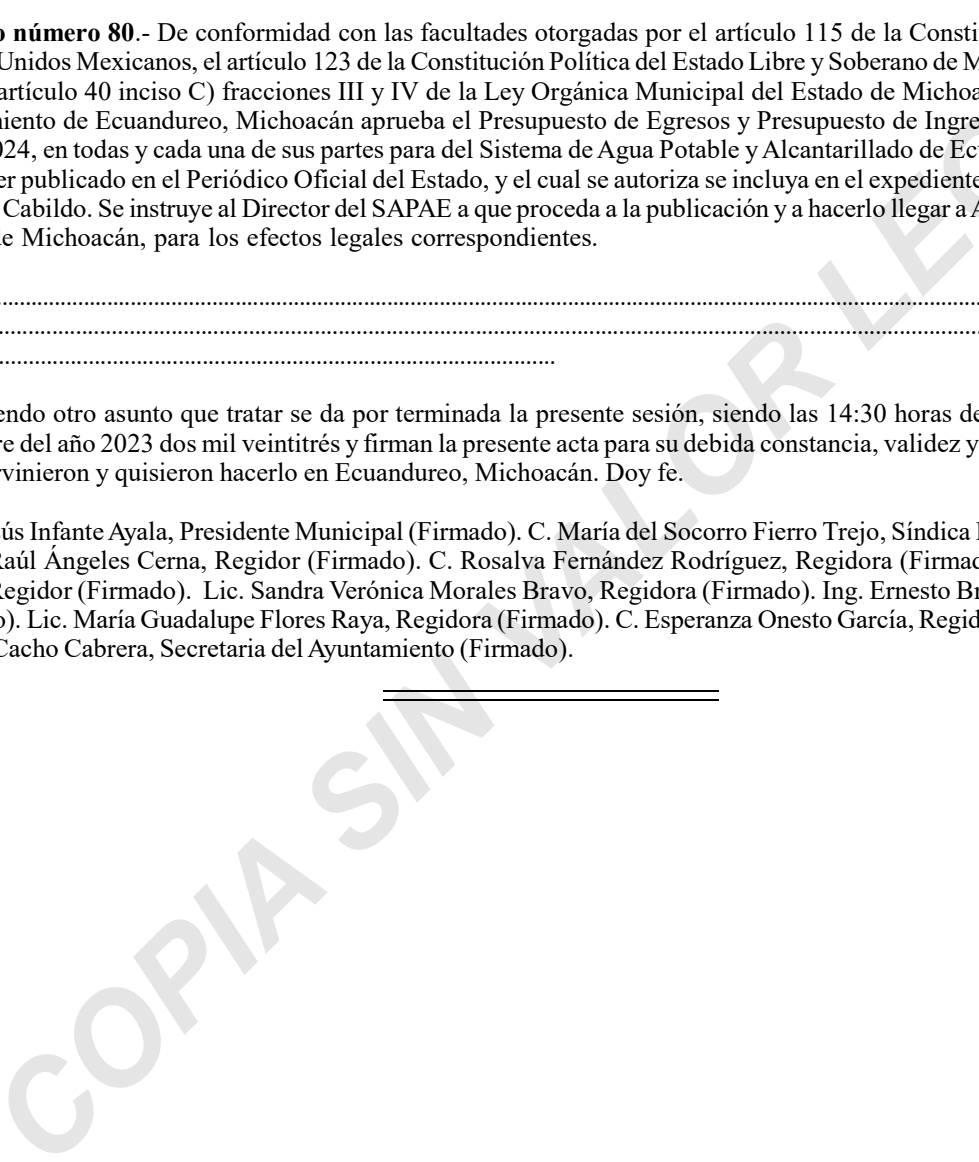 o número 80.- De conformidad con las facultades otorgadas por el artículo 115 de la Consti
Unidos Mexicanos, el artículo 123 de la Constitución Política del Estado Libre y Soberano de M
artículo 40 inciso C) fracciones III y IV de la Ley Orgánica Municipal del Estado de Michoa
miento de Ecuandureo, Michoacán aprueba el Presupuesto de Egresos y Presupuesto de Ingre
024, en todas y cada una de sus partes para del Sistema de Agua Potable y Alcantarillado de Ec
er publicado en el Periódico Oficial del Estado, y el cual se autoriza se incluya en el expediente
Cabildo. Se instruye al Director del SAPAE a que proceda a la publicación y a hacerlo llegar a A
de Michoacán, para los efectos legales correspondientes.
endo otro asunto que tratar se da por terminada la presente sesión, siendo las 14:30 horas de
re del año 2023 dos mil veintitrés y firman la presente acta para su debida constancia, validez y
rvinieron y quisieron hacerlo en Ecuandureo, Michoacán. Doy fe.
ús Infante Ayala, Presidente Municipal (Firmado). C. María del Socorro Fierro Trejo, Síndica
Raúl Ángeles Cerna, Regidor (Firmado). C. Rosalva Fernández Rodríguez, Regidora (Firmad
Regidor (Firmado). Lic. Sandra Verónica Morales Bravo, Regidora (Firmado). Ing. Ernesto Br
o). Lic. María Guadalupe Flores Raya, Regidora (Firmado). C. Esperanza Onesto García, Regid
Cacho Cabrera, Secretaria del Ayuntamiento (Firmado).
COPIA SIN VALOR LEG